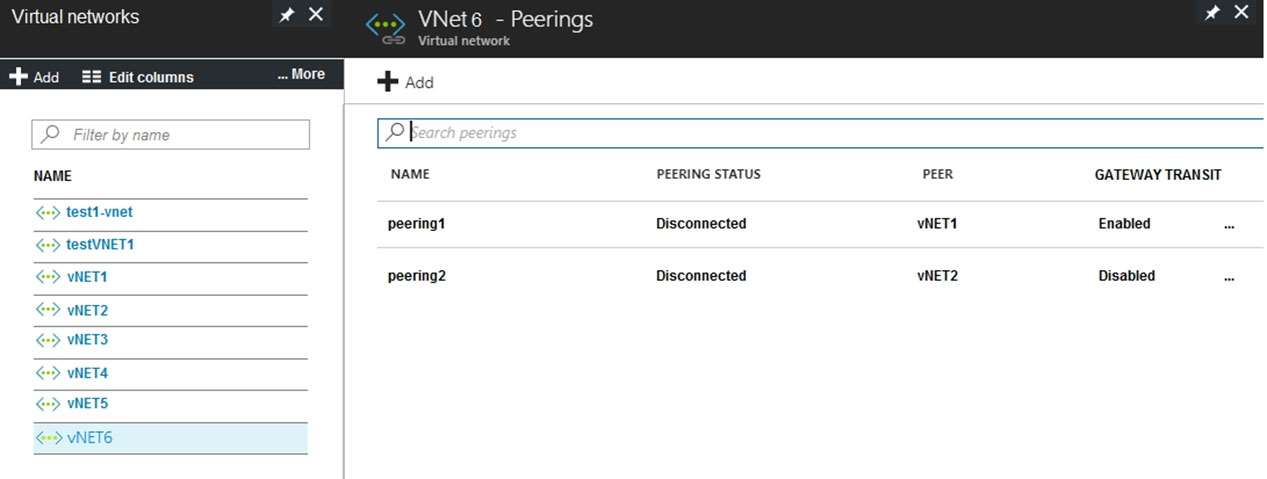 Virtual networks
Add Edit columns ... More
Filter by name
NAME
test1-vnet
testVNET1
vNET1
vNET2
vNET3
vNET4
vNET5
vNET6
VNet 6 - Peerings
Virtual network
Add
Search peerings
NAME PEERING STATUS PEER GATEWAY TRANSIT
peering1 Disconnected vNET1 Enabled ...
peering2 Disconnected vNET2 Disabled ...